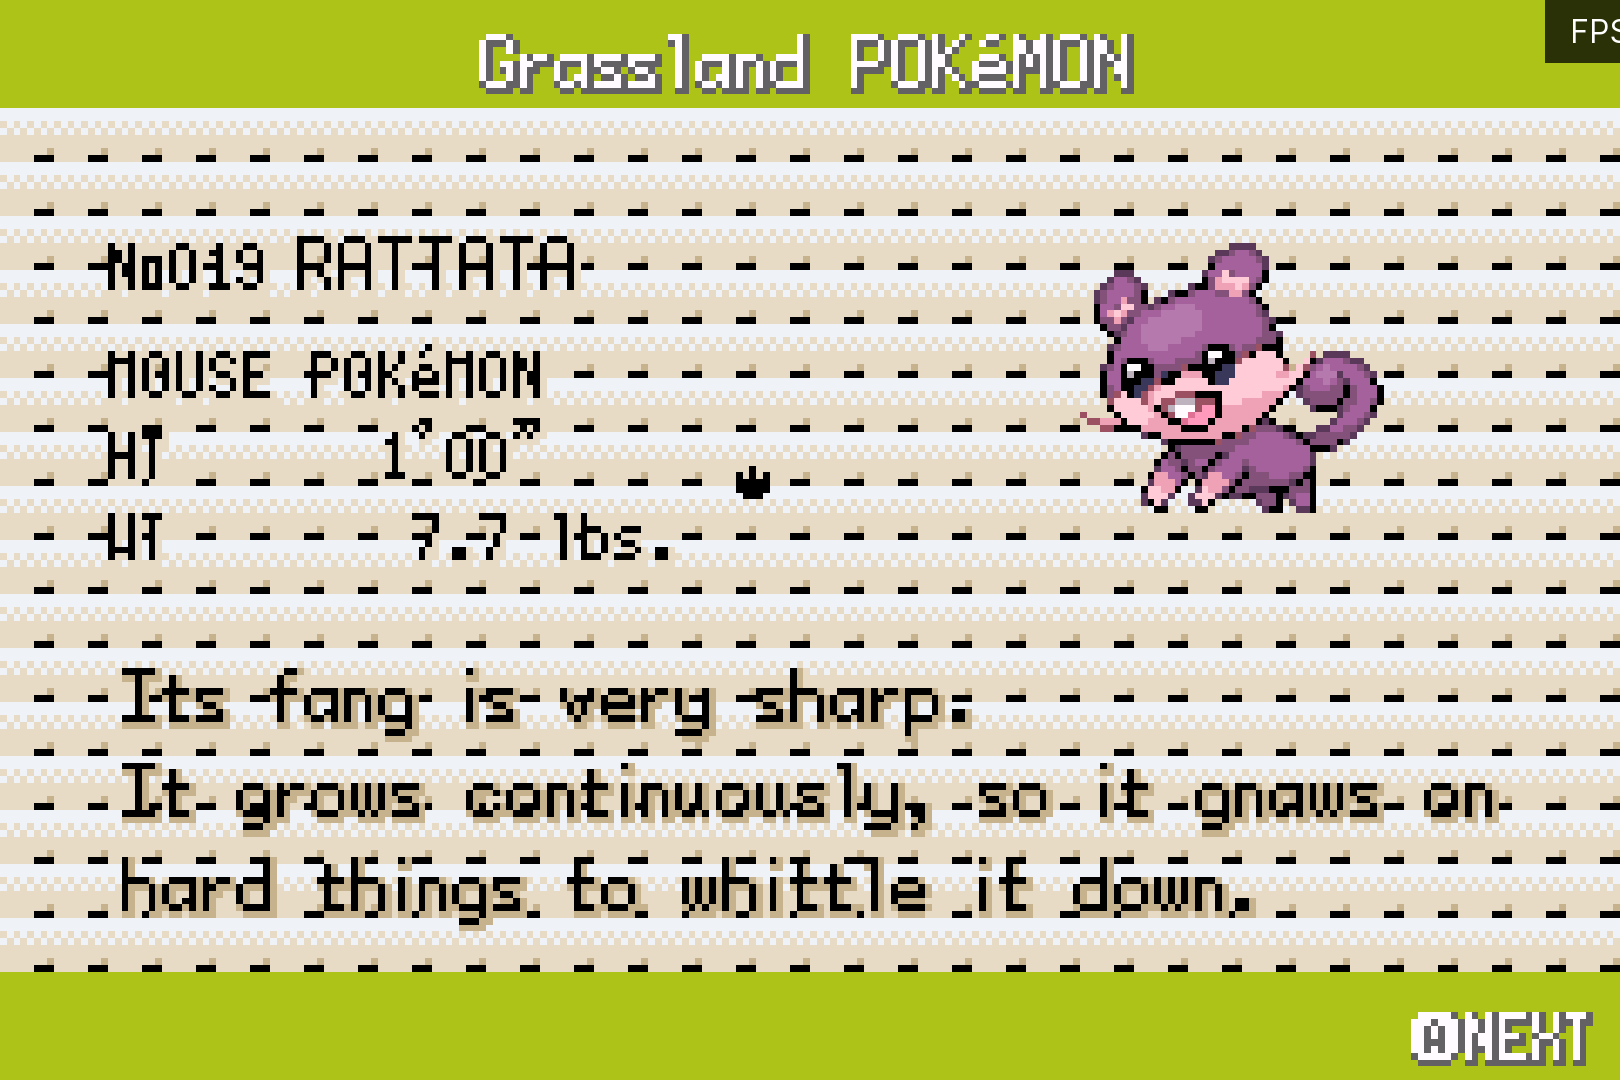 Grassland POKéMON
FPS
No019 RATTATA
MOUSE POKéMON
HT 1'00"
WT 7.7 lbs.
Its fang is very sharp.
It grows continuously, so it gnaws on
hard things to whittle it down.
A NEXT